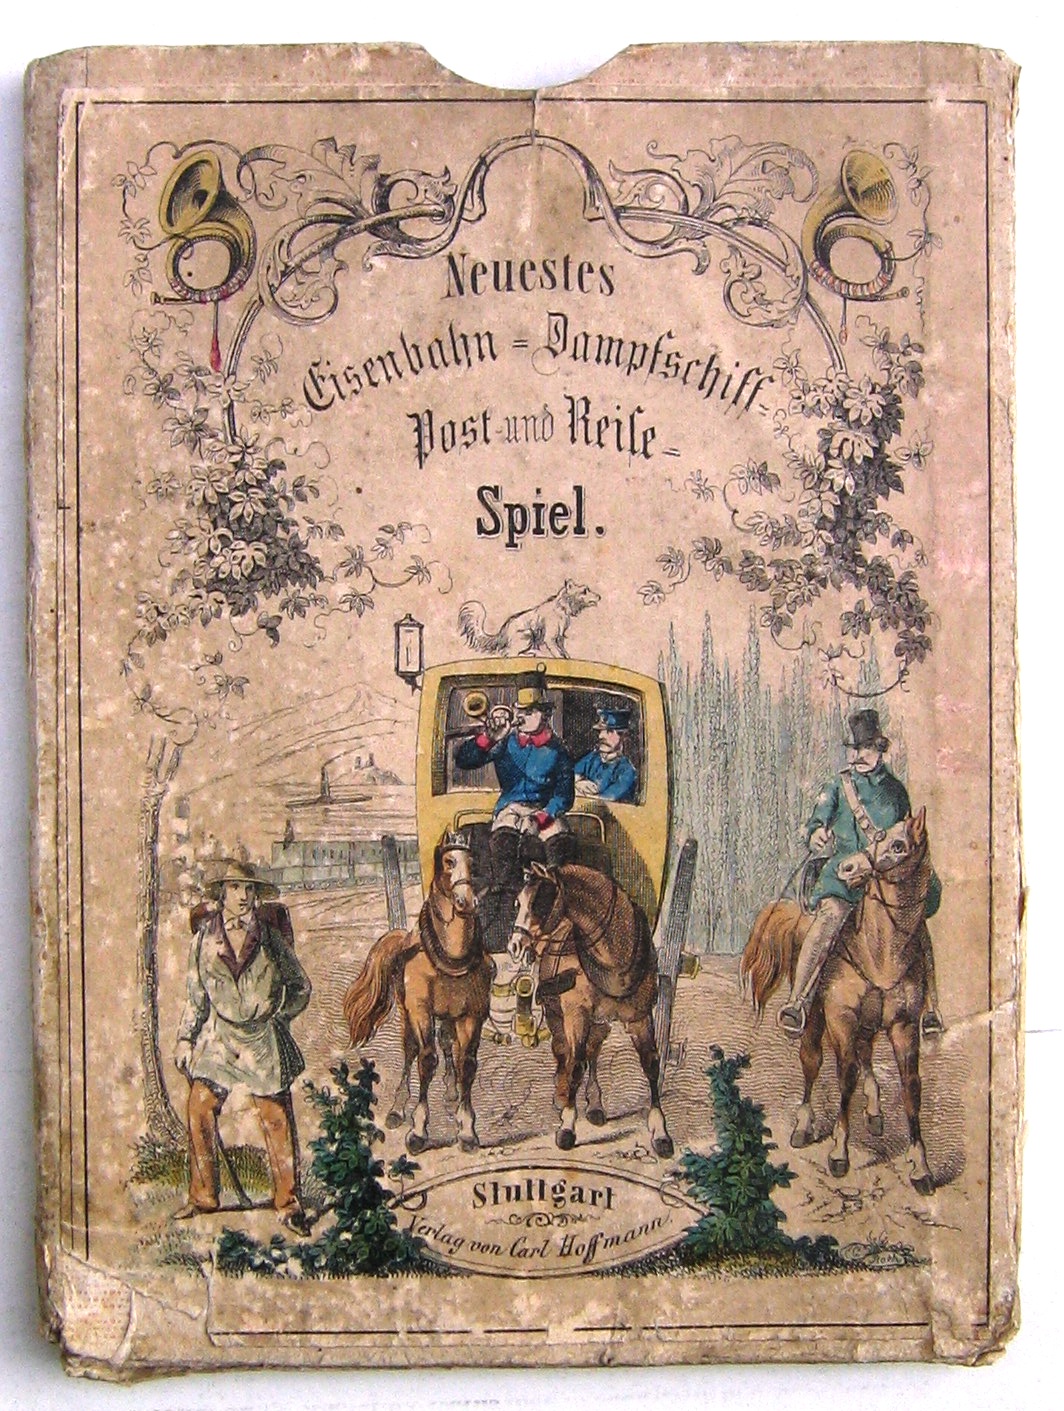 Neuestes
Eisenbahn = Dampfschiff-
Post-und Reise=
Spiel.
Stuttgart
Verlag von Carl Hoffmann.